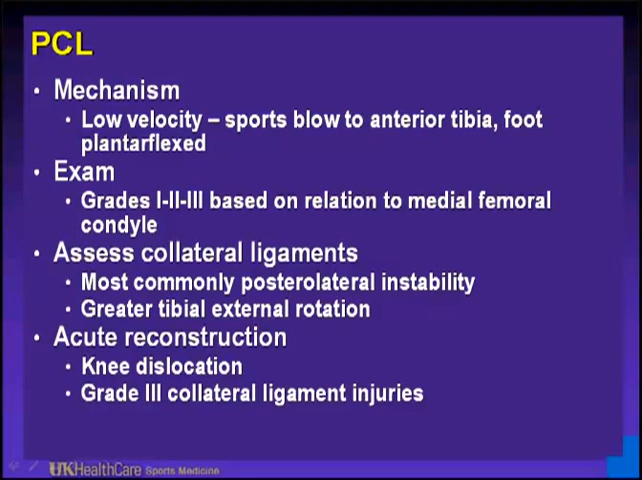 PCL
• Mechanism
• Low velocity – sports blow to anterior tibia, foot
plantarflexed
• Exam
• Grades I-II-III based on relation to medial femoral
condyle
• Assess collateral ligaments
• Most commonly posterolateral instability
• Greater tibial external rotation
• Acute reconstruction
• Knee dislocation
• Grade III collateral ligament injuries
UKHealthCare Sports Medicine